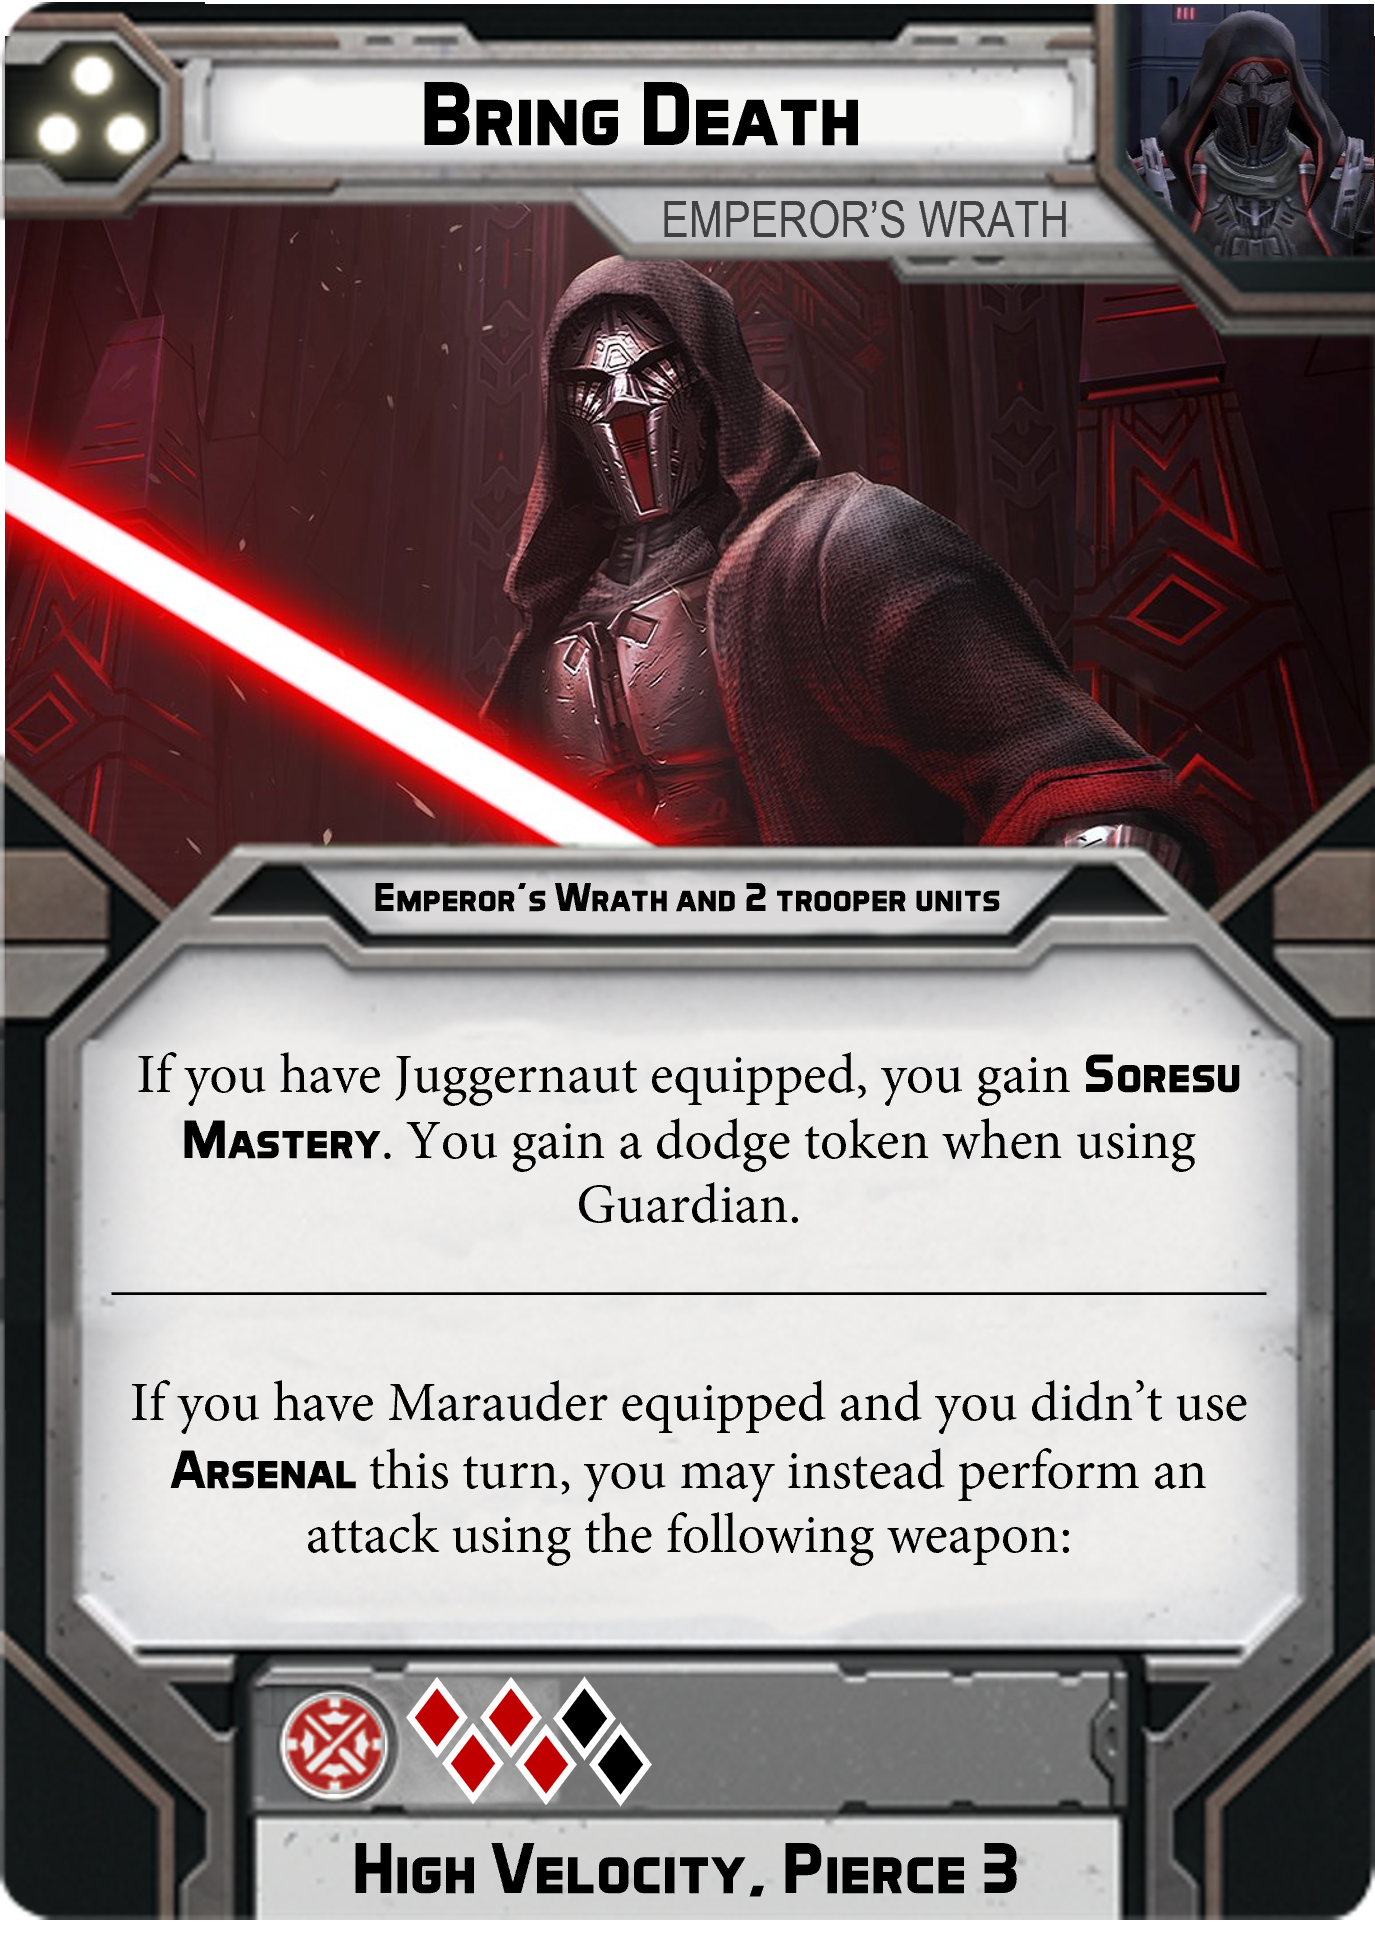 Bring Death
EMPEROR’S WRATH
Emperor's Wrath and 2 trooper units
If you have Juggernaut equipped, you gain Soresu
Mastery. You gain a dodge token when using
Guardian.
If you have Marauder equipped and you didn’t use
Arsenal this turn, you may instead perform an
attack using the following weapon:
High Velocity, Pierce 3